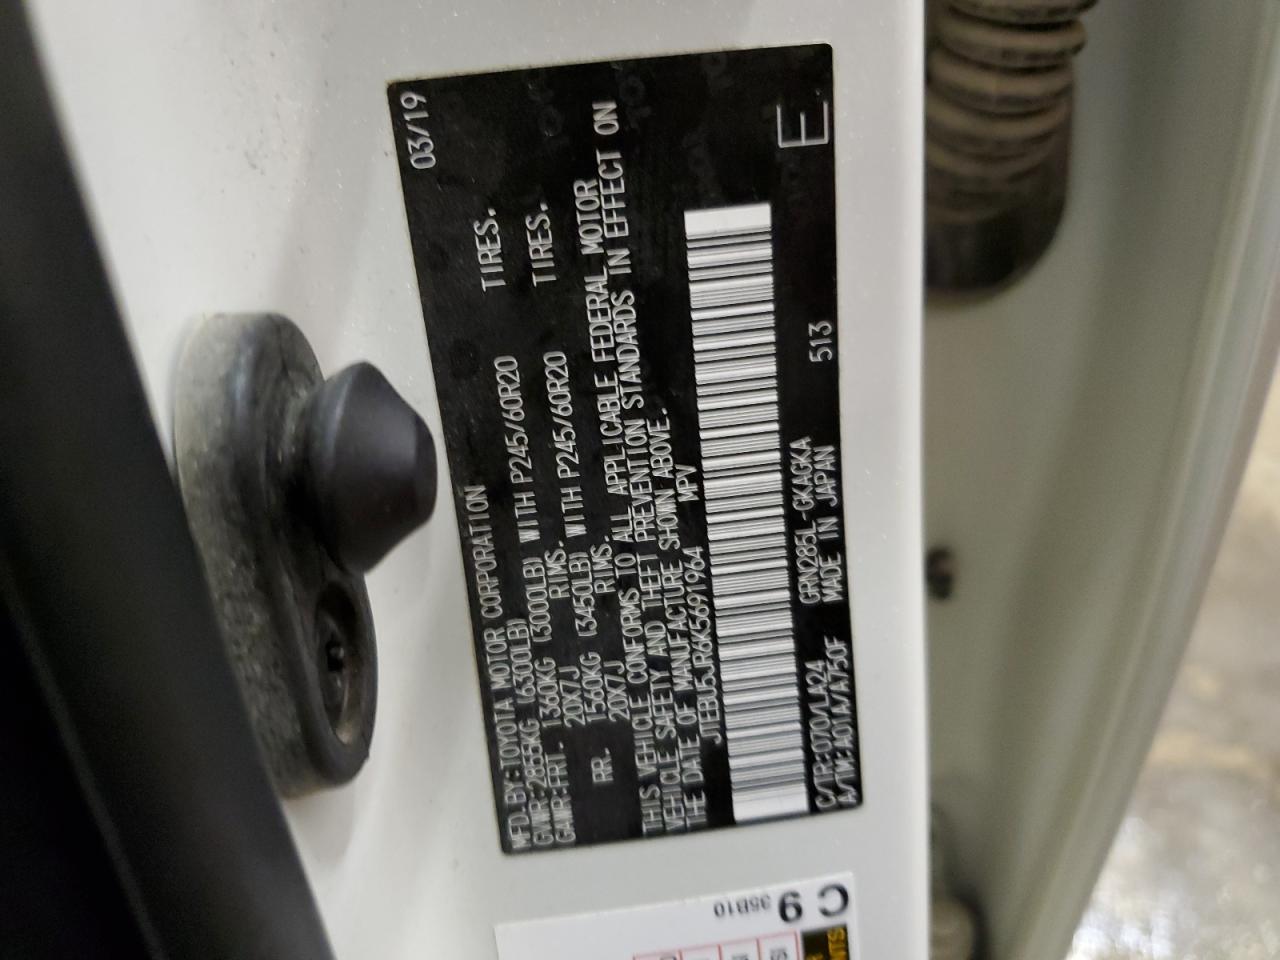 MFD.BY:TOYOTA MOTOR CORPORATION 03/19
GVWR:2855KG (6300LB)
GAWR:FRT. 1360KG (3000LB) WITH P245/60R20 TIRES.
20X7J RIMS.
RR. 1560KG (3450LB) WITH P245/60R20 TIRES.
20X7J RIMS.
THIS VEHICLE CONFORMS TO ALL APPLICABLE FEDERAL MOTOR
VEHICLE SAFETY AND THEFT PREVENTION STANDARDS IN EFFECT ON
THE DATE OF MANUFACTURE SHOWN ABOVE.
JTEBU5JR6K5691964 MPV
E
C/TR:070/LA24 GRN285L-GKAGKA 513
A/TM:A01A/A750F MADE IN JAPAN
C 9
35B10